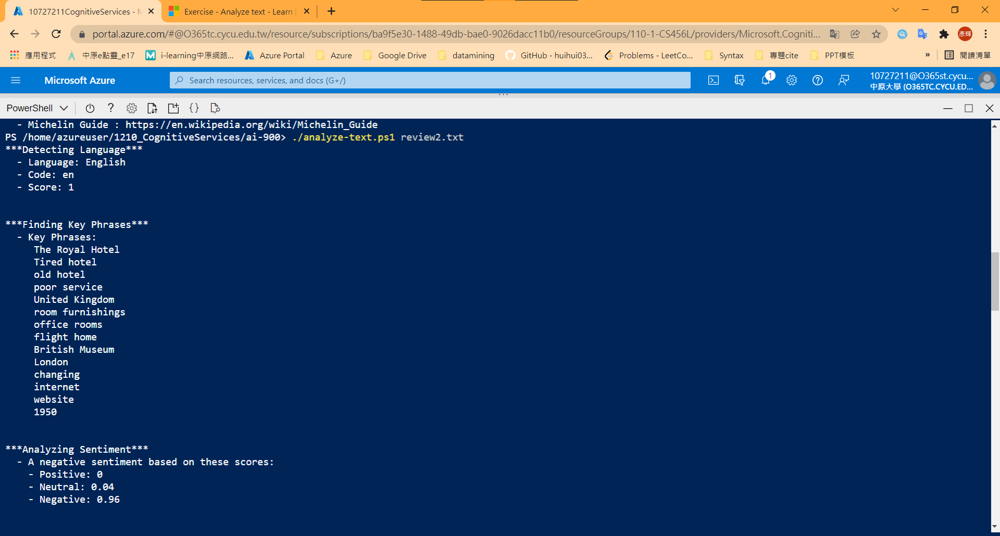 10727211CognitiveServices - M
Exercise - Analyze text - Learn |
portal.azure.com/#@O365tc.cycu.edu.tw/resource/subscriptions/ba9f5e30-1488-49db-bae0-9026dacc11b0/resourceGroups/110-1-CS456L/providers/Microsoft.Cogniti...
彥輝
應用程式
中原e點靈_e17
i-learning中原網路...
Azure Portal
Azure
Google Drive
datamining
GitHub - huihui03...
Problems - LeetCo...
Syntax
專題cite
PPT模板
»
閱讀清單
Microsoft Azure
Search resources, services, and docs (G+/)
1
10727211@O365st.cycu...
中原大學 (O365TC.CYCU.ED...
PowerShell
- Michelin Guide : https://en.wikipedia.org/wiki/Michelin_Guide
PS /home/azureuser/1210_CognitiveServices/ai-900> ./analyze-text.ps1 review2.txt
***Detecting Language***
- Language: English
- Code: en
- Score: 1
***Finding Key Phrases***
- Key Phrases:
The Royal Hotel
Tired hotel
old hotel
poor service
United Kingdom
room furnishings
office rooms
flight home
British Museum
London
changing
internet
website
1950
***Analyzing Sentiment***
- A negative sentiment based on these scores:
- Positive: 0
- Neutral: 0.04
- Negative: 0.96